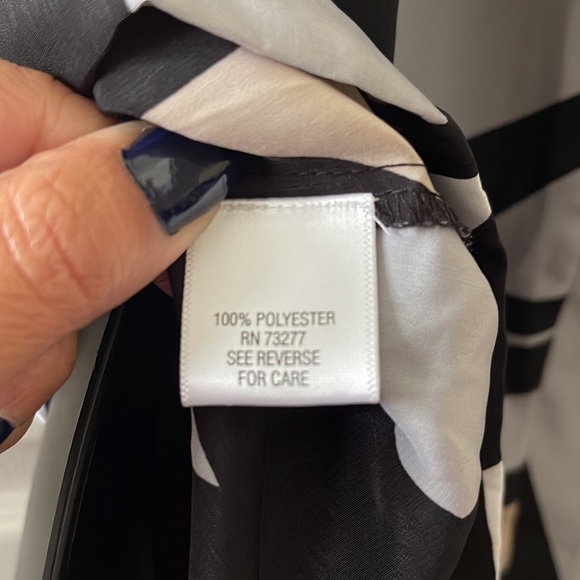 100% POLYESTER
RN 73277
SEE REVERSE
FOR CARE